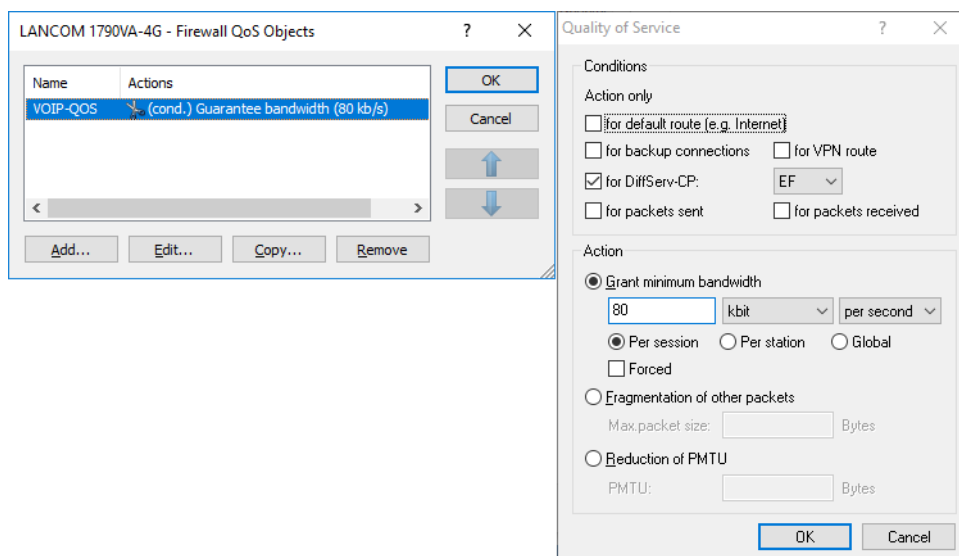 LANCOM 1790VA-4G - Firewall QoS Objects
Name Actions
VOIP-QOS (cond.) Guarantee bandwidth (80 kb/s)
OK
Cancel
Add... Edit... Copy... Remove
Quality of Service
Conditions
Action only
for default route (e.g. Internet)
for backup connections for VPN route
for DiffServ-CP: EF
for packets sent for packets received
Action
Grant minimum bandwidth
80 kbit per second
Per session Per station Global
Forced
Fragmentation of other packets
Max.packet size: Bytes
Reduction of PMTU
PMTU: Bytes
OK Cancel